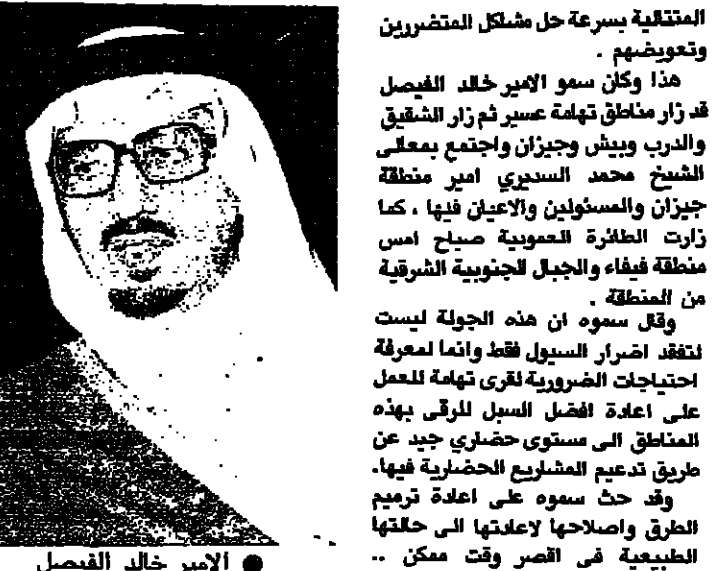 المتتالية بسرعة حل مشاكل المتضررين
وتعويضهم .
هذا وكان سمو الامير خالد الفيصل
قد زار مناطق تهامة عسير ثم زار الشقيق
والدرب وبيش وجيزان واجتمع بمعالى
الشيخ محمد السديري امير منطقة
جيزان والمسئولين والاعيان فيها ، كما
زارت الطائرة العموبية صباح امس
منطقة فيفاء والجبال الجنوبية الشرقية
من المنطقة .
وقال سموه ان هذه الجولة ليست
لتفقد اضرار السيول فقط وانما لمعرفة
احتياجات الضرورية لقرى تهامة للعمل
على اعادة افضل السبل للرقى بهذه
المناطق الى مستوى حضاري جيد عن
طريق تدعيم المشاريع الحضارية فيها.
وقد حث سموه على اعادة ترميم
الطرق واصلاحها لاعادتها الى حالتها
الطبيعية فى اقصر وقت ممكن ..
● الامير خالد الفيصل